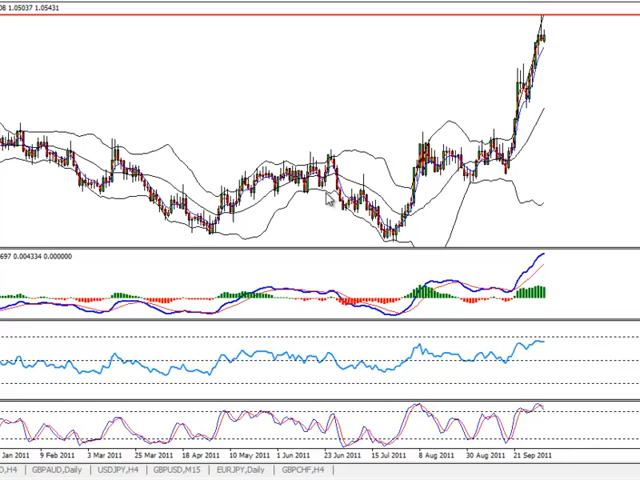 08 1.05037 1.05431
697 0.004334 0.000000
Jan 2011 9 Feb 2011 3 Mar 2011 25 Mar 2011 18 Apr 2011 10 May 2011 1 Jun 2011 23 Jun 2011 15 Jul 2011 8 Aug 2011 30 Aug 2011 21 Sep 2011
D,H4 GBPAUD,Daily USDJPY,H4 GBPUSD,M15 EURJPY,Daily GBPCHF,H4